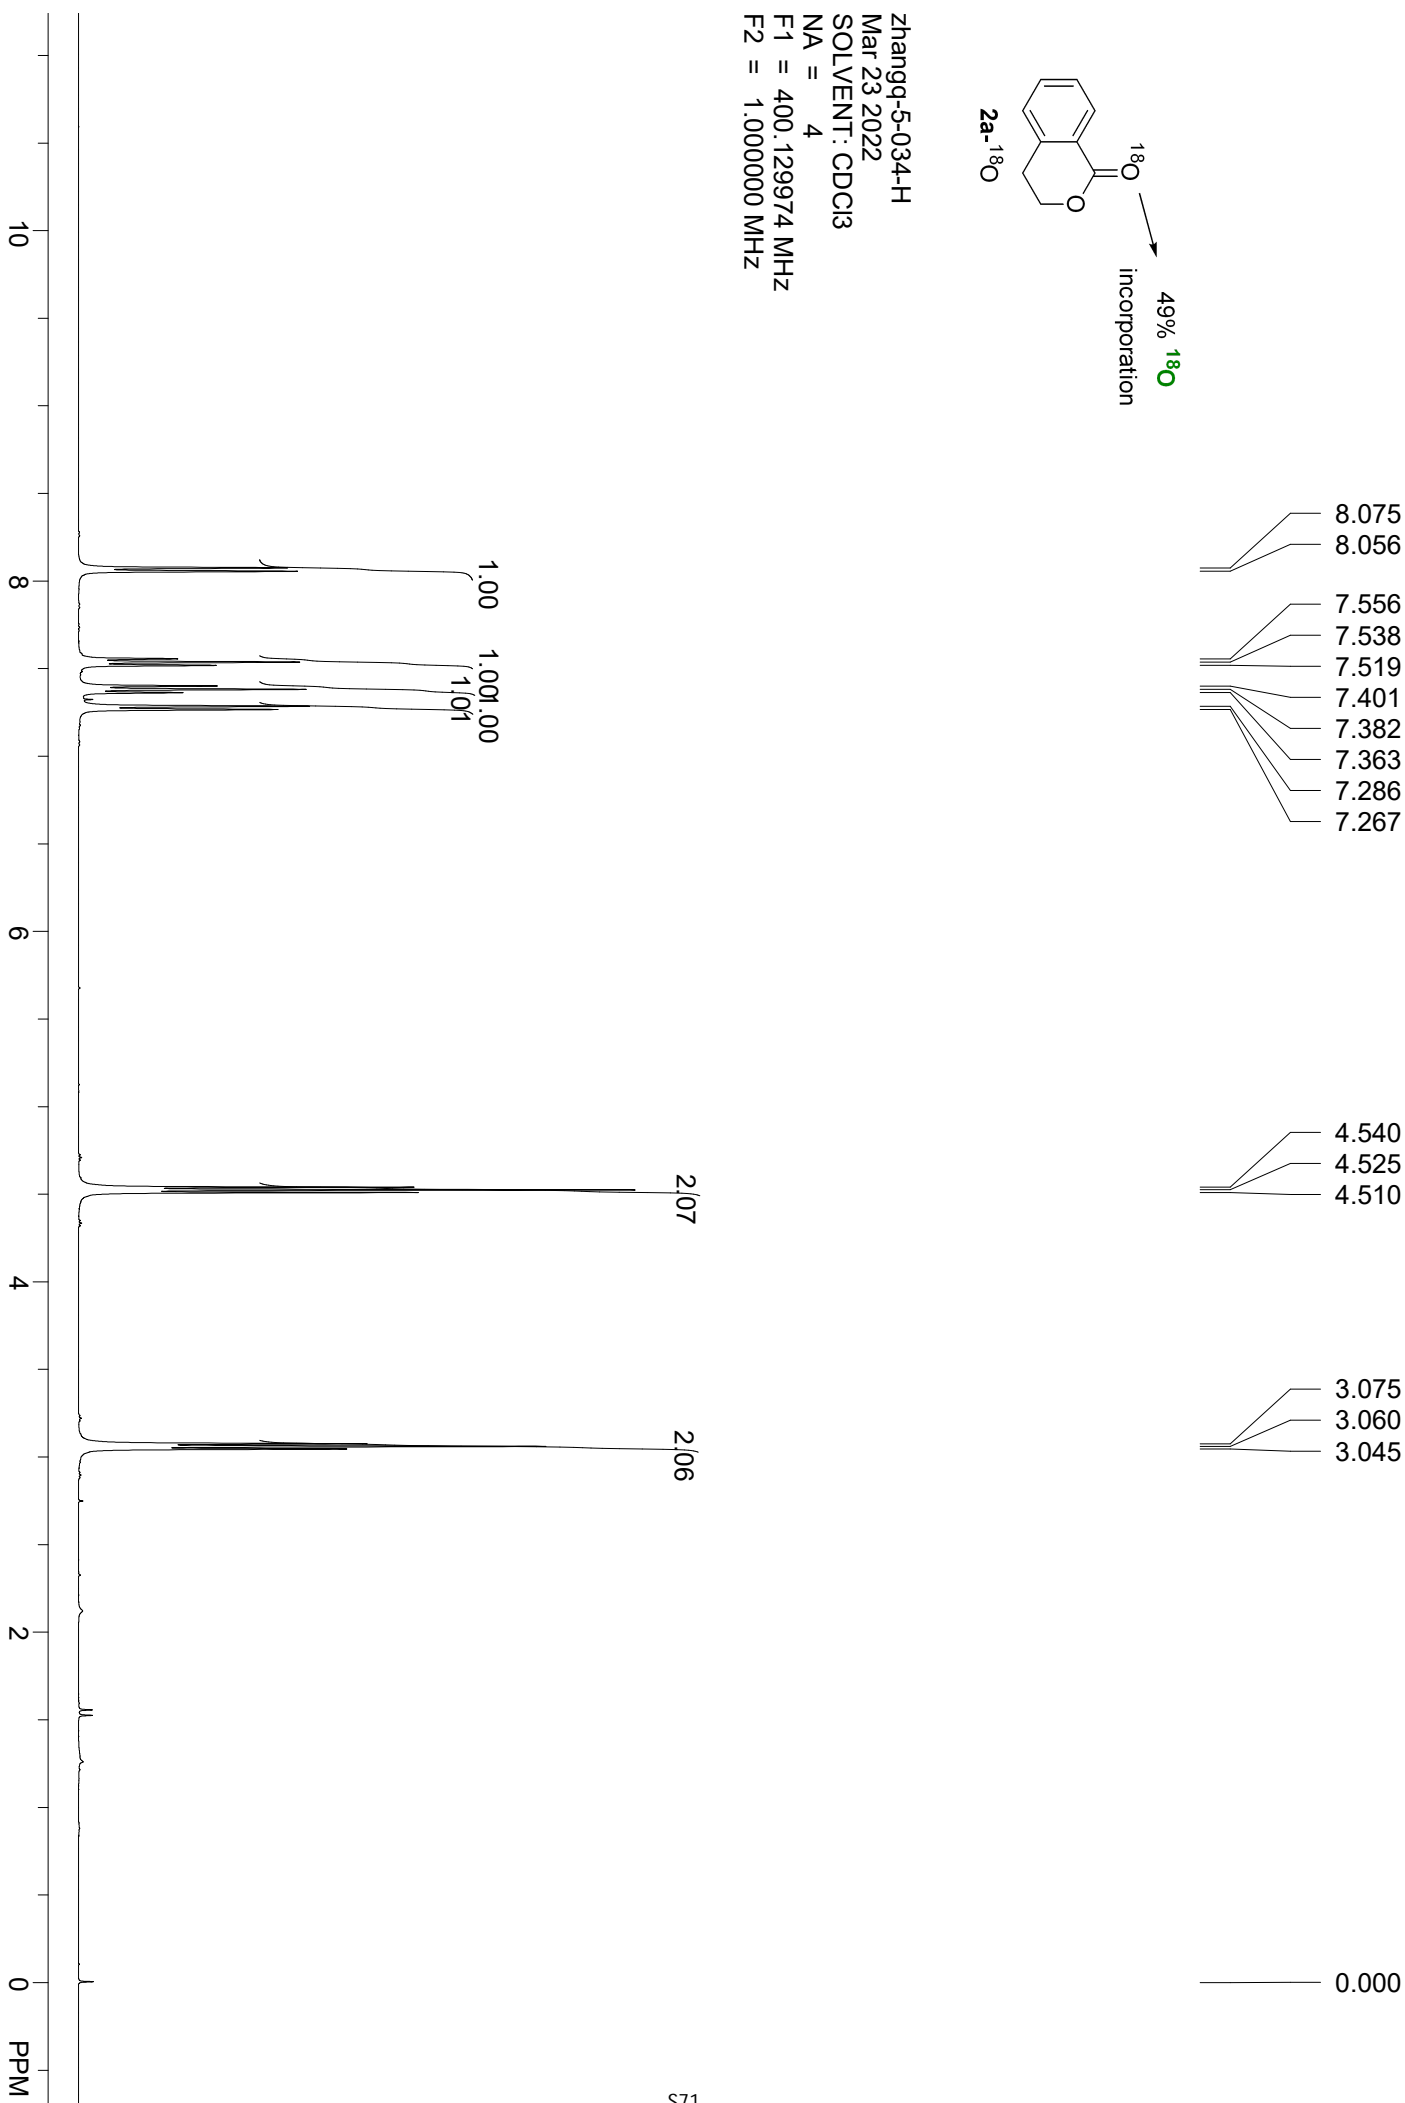 18O
O
49% 18O
incorporation
2a-18O
zhangq-5-034-H
Mar 23 2022
SOLVENT: CDCl3
NA = 4
F1 = 400.129974 MHz
F2 = 1.000000 MHz
8.075
8.056
7.556
7.538
7.519
7.401
7.382
7.363
7.286
7.267
4.540
4.525
4.510
3.075
3.060
3.045
0.000
1.00
1.00
1.00
1.01
2.07
2.06
10
8
6
4
2
0
PPM
S71